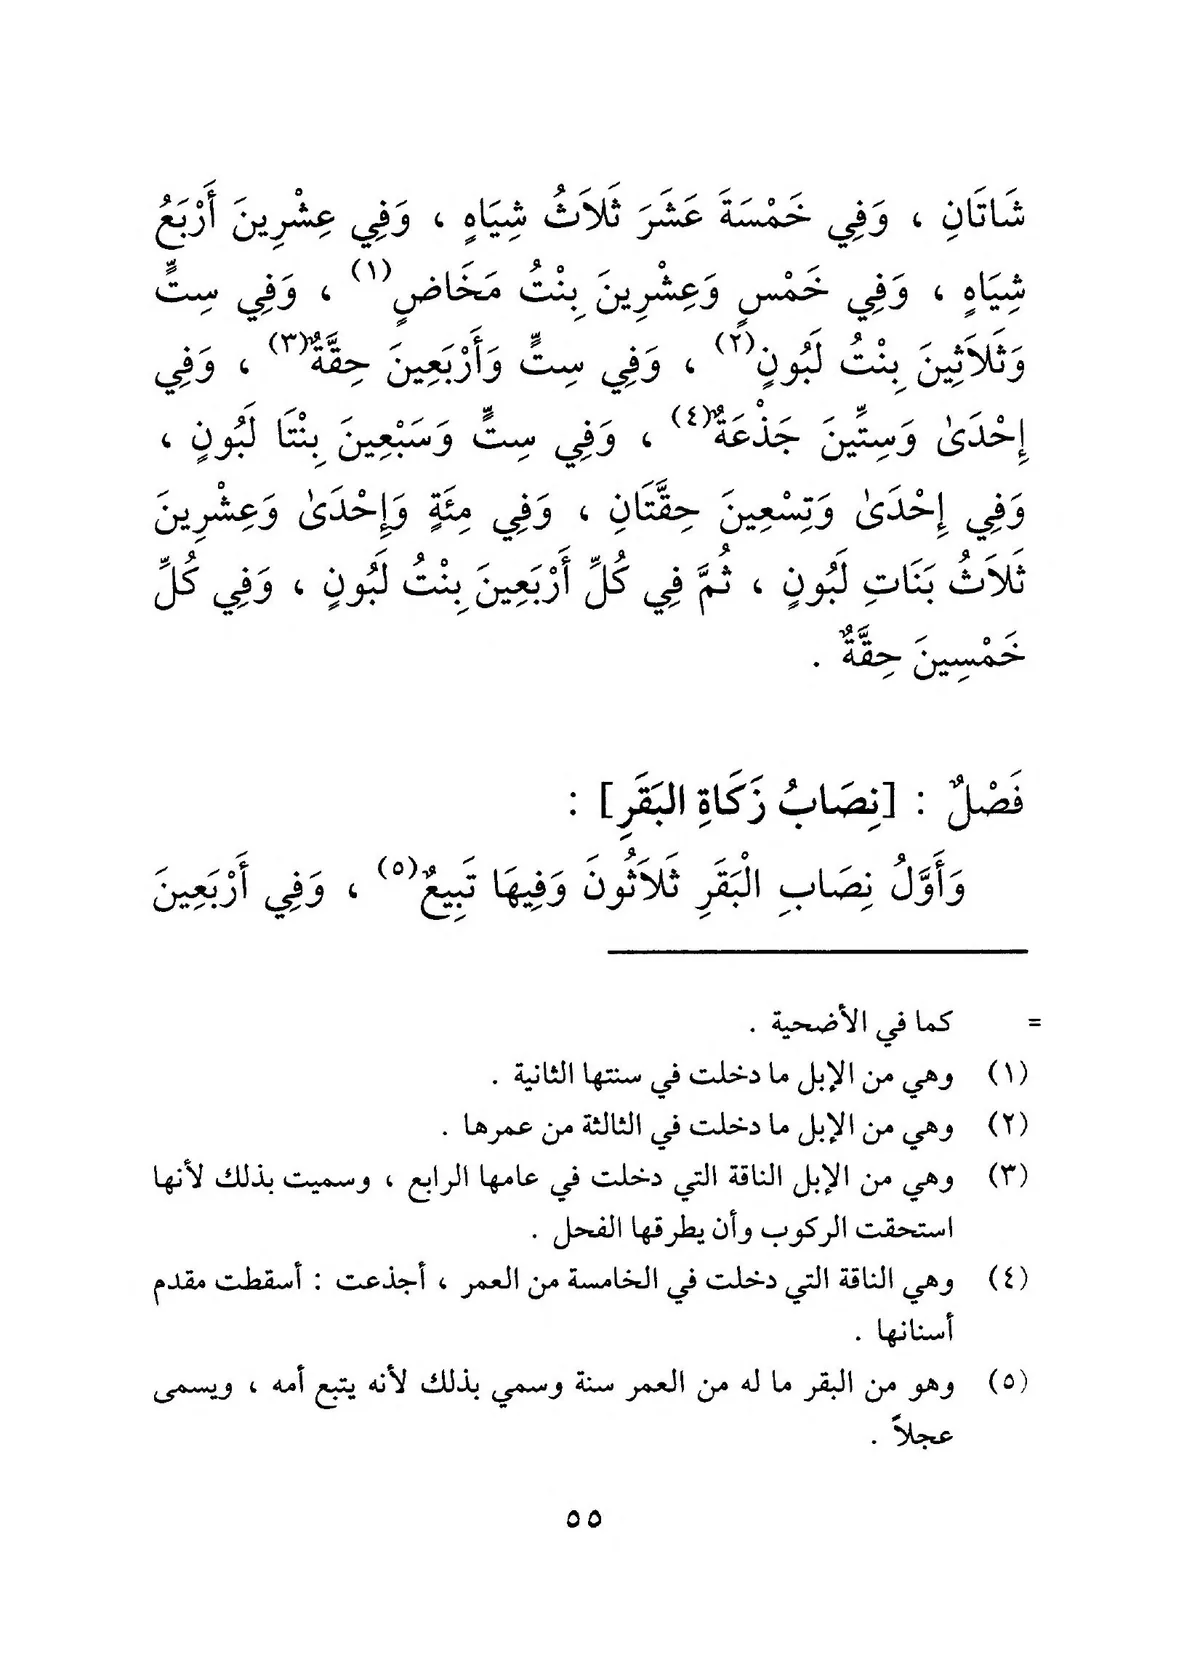 شَاتَانِ ، وَفِي خَمْسَةَ عَشَرَ ثَلاَثُ شِيَاهٍ ، وَفِي عِشْرِينَ أَرْبَعُ
شِيَاهٍ ، وَفِي خَمْسٍ وَعِشْرِينَ بِنْتُ مَخَاضٍ(١) ، وَفِي سِتٍّ
وَثَلاَثِينَ بِنْتُ لَبُونٍ(٢) ، وَفِي سِتٍّ وَأَرْبَعِينَ حِقَّةٌ(٣) ، وَفِي
إِحْدَىٰ وَسِتِّينَ جَذْعَةٌ(٤) ، وَفِي سِتٍّ وَسَبْعِينَ بِنْتَا لَبُونٍ ،
وَفِي إِحْدَىٰ وَتِسْعِينَ حِقَّتَانِ ، وَفِي مِئَةٍ وَإِحْدَىٰ وَعِشْرِينَ
ثَلاَثُ بَنَاتِ لَبُونٍ ، ثُمَّ فِي كُلِّ أَرْبَعِينَ بِنْتُ لَبُونٍ ، وَفِي كُلِّ
خَمْسِينَ حِقَّةٌ .
فَصْلٌ : [نِصَابُ زَكَاةِ البَقَرِ] :
وَأَوَّلُ نِصَابِ الْبَقَرِ ثَلاَثُونَ وَفِيهَا تَبِيعٌ(٥) ، وَفِي أَرْبَعِينَ
= كما في الأضحية .
(١) وهي من الإبل ما دخلت في سنتها الثانية .
(٢) وهي من الإبل ما دخلت في الثالثة من عمرها .
(٣) وهي من الإبل الناقة التي دخلت في عامها الرابع ، وسميت بذلك لأنها
استحقت الركوب وأن يطرقها الفحل .
(٤) وهي الناقة التي دخلت في الخامسة من العمر ، أجذعت : أسقطت مقدم
أسنانها .
(٥) وهو من البقر ما له من العمر سنة وسمي بذلك لأنه يتبع أمه ، ويسمى
عجلاً .
٥٥